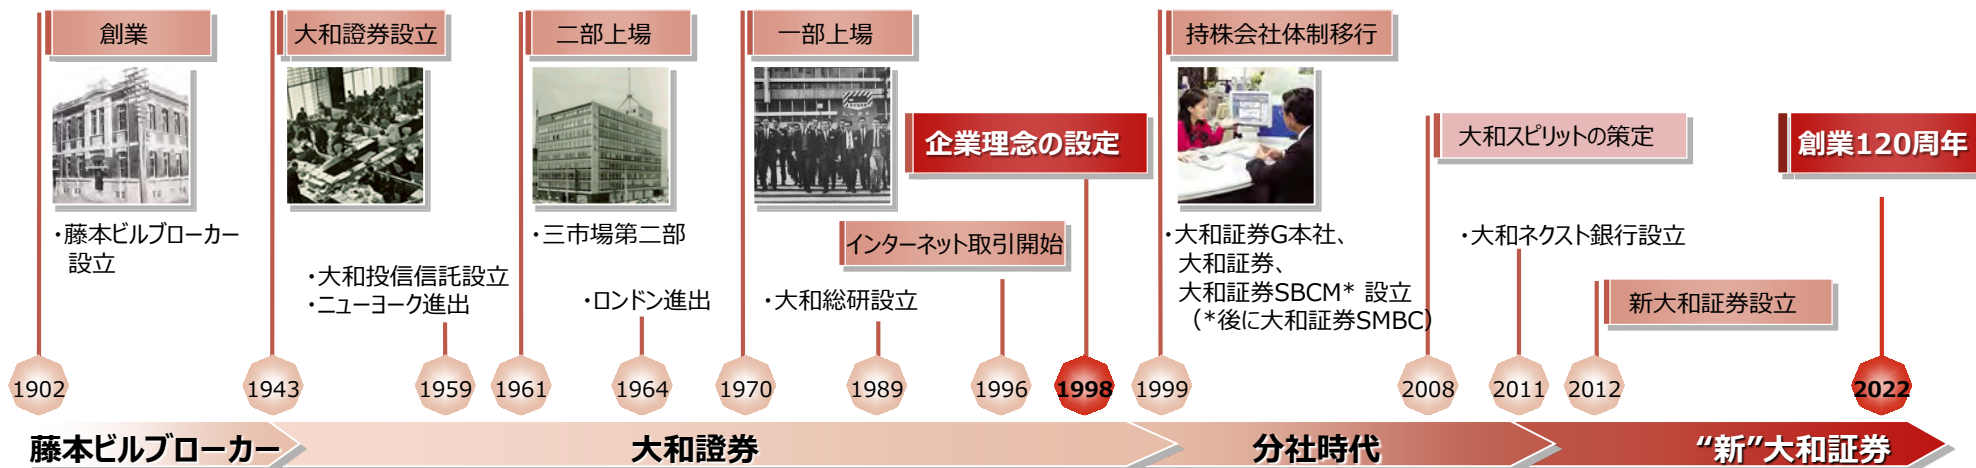 創業
大和證券設立
二部上場
一部上場
持株会社体制移行
企業理念の設定
大和スピリットの策定
創業120周年
・藤本ビルブローカー
設立
・大和投信信託設立
・ニューヨーク進出
・三市場第二部
・ロンドン進出
インターネット取引開始
・大和総研設立
・大和証券G本社、
大和証券、
大和証券SBCM* 設立
（*後に大和証券SMBC）
・大和ネクスト銀行設立
新大和証券設立
1902
1943
1959
1961
1964
1970
1989
1996
1998
1999
2008
2011
2012
2022
藤本ビルブローカー
大和證券
分社時代
“新”大和証券